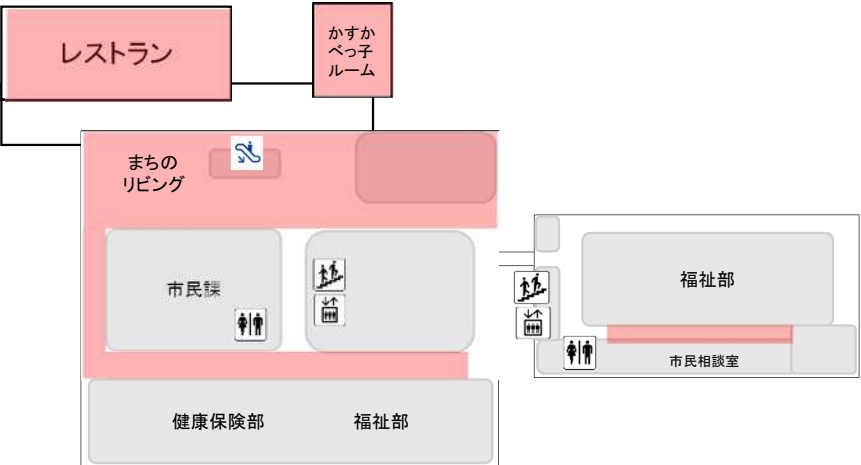 レストラン
かすか
べっ子
ルーム
まちの
リビング
市民課
福祉部
市民相談室
健康保険部
福祉部